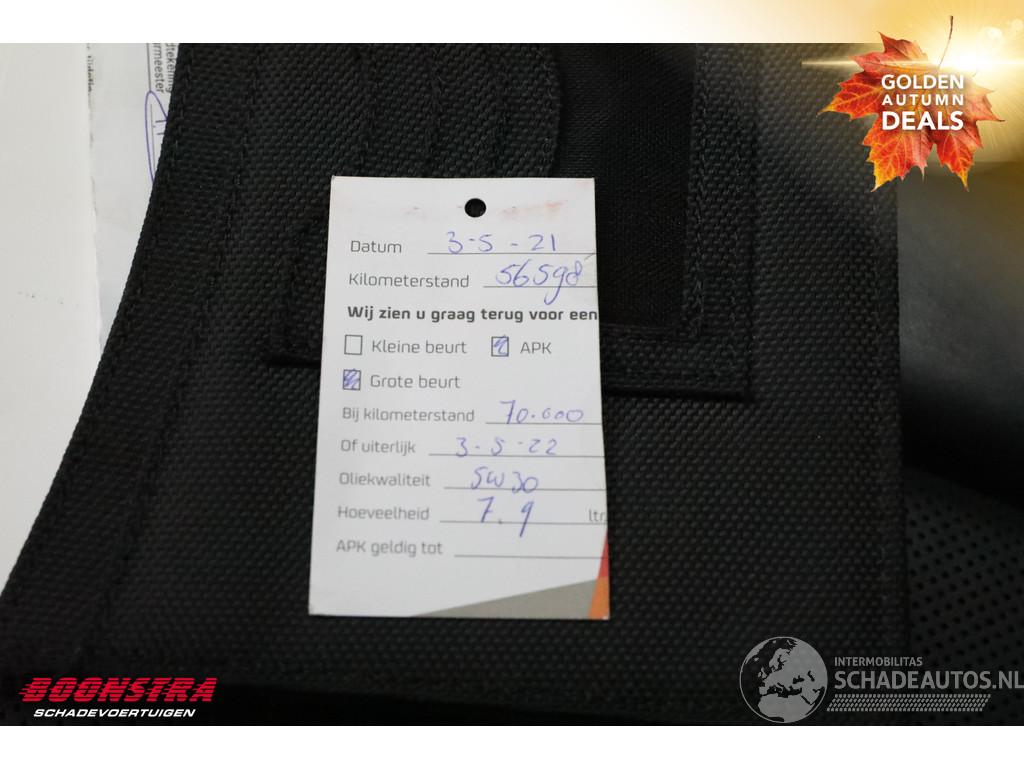 GOLDEN
AUTUMN
DEALS
Datum 3-5-21
Kilometerstand 56598
Wij zien u graag terug voor een
Kleine beurt APK
Grote beurt
Bij kilometerstand 70.000
Of uiterlijk 3-5-22
Oliekwaliteit 5W30
Hoeveelheid 7.9 ltr.
APK geldig tot
BOONSTRA
SCHADEVOERTUIGEN
INTERMOBILITAS
SCHADEAUTOS.NL